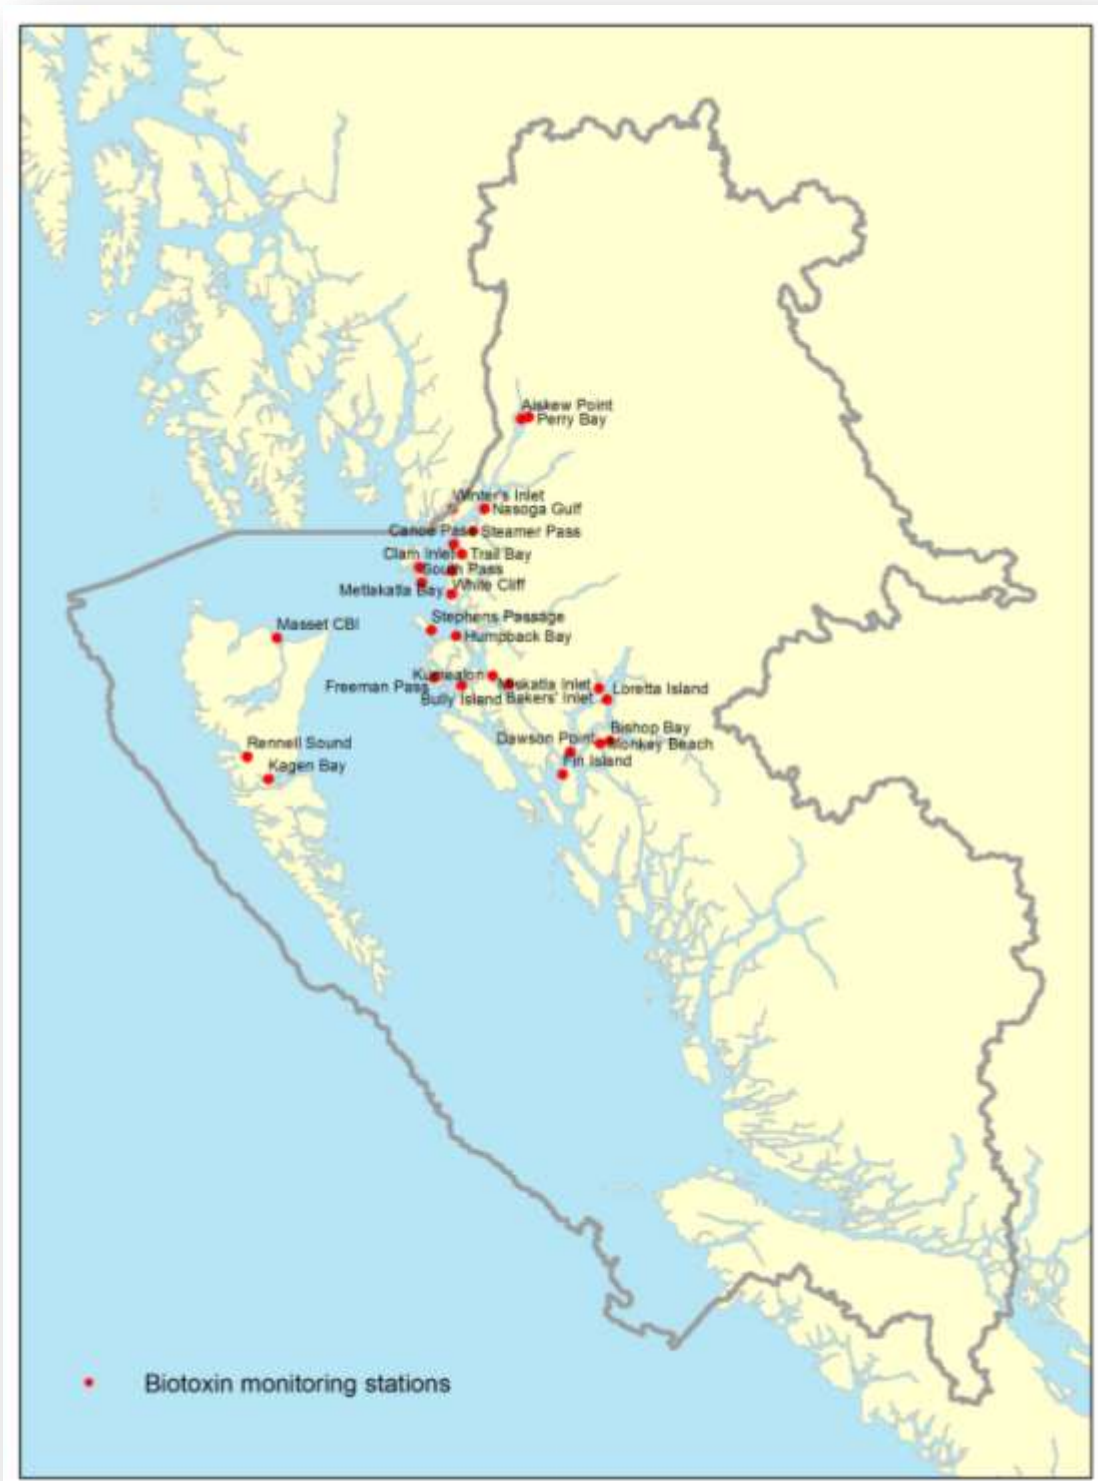 Aiskew Point
Perry Bay
Winter's Inlet
Nasoga Gulf
Canoe Pass
Steamer Pass
Clam Inlet
Trail Bay
South Pass
Metlakatla Bay
White Cliff
Stephens Passage
Masset CBI
Humpback Bay
Kumealon
Freeman Pass
Miskatla Inlet
Loretta Island
Bully Island
Bakers' Inlet
Bishop Bay
Dawson Point
Monkey Beach
Rennell Sound
Fin Island
Kagen Bay
Biotoxin monitoring stations